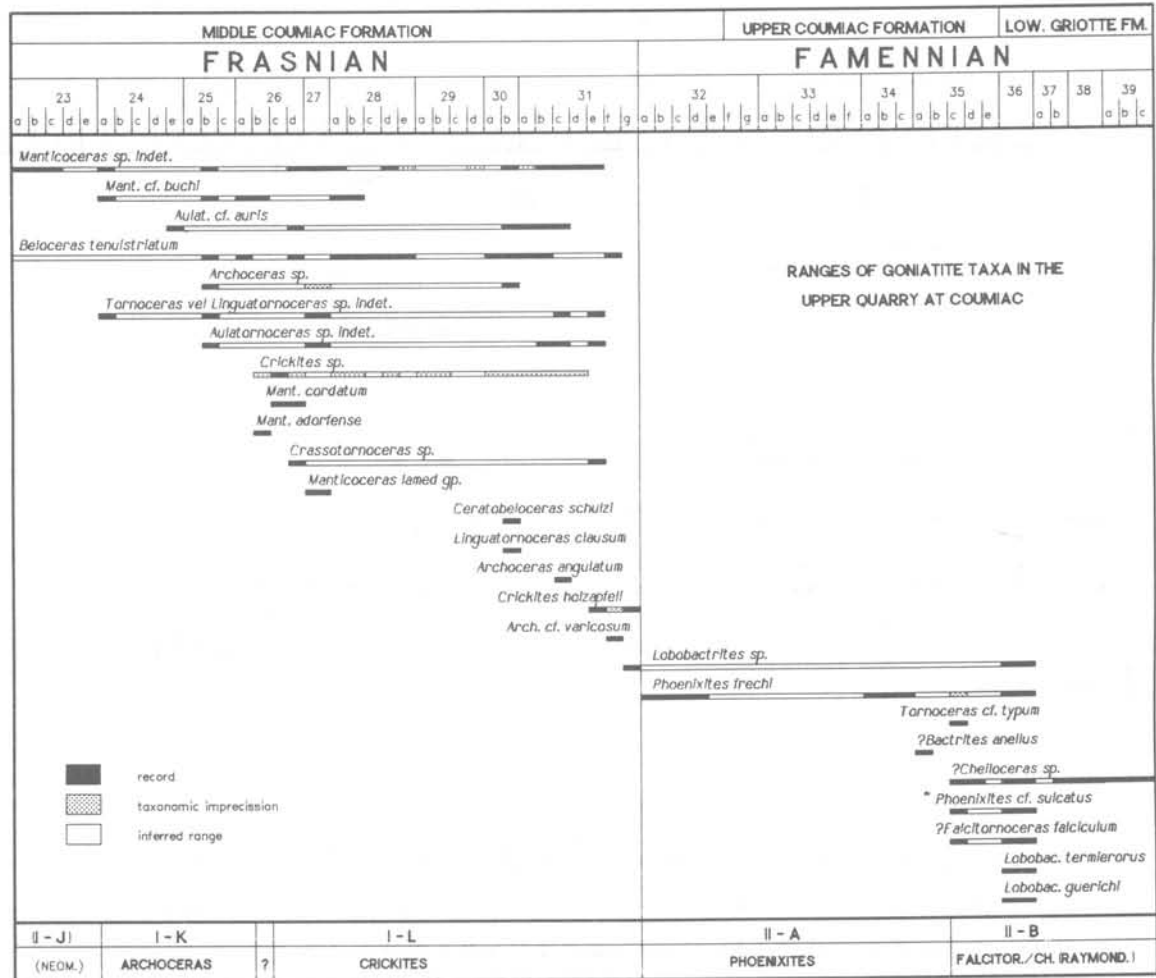 MIDDLE COUMIAC FORMATION UPPER COUMIAC FORMATION LOW. GRIOTTE FM.
FRASNIAN FAMENNIAN
23 24 25 26 27 28 29 30 31 32 33 34 35 36 37 38 39
a b c d e a b c d e a b c a b c d a b c d e a b c a b a b c d e f g a b c d e f g a b c d e f a b c a b c d e a b a b c
Manticoceras sp. indet.
Mant. cf. buchi
Aulat. cf. auris
Beloceras tenuistriatum
Archoceras sp.
Tornoceras vel Linguatornoceras sp. indet.
Aulatornoceras sp. indet.
Crickites sp.
Mant. cordatum
Mant. adorfense
Crassotornoceras sp.
Manticoceras lamed gp.
Ceratobeloceras schulzi
Linguatornoceras clausum
Archoceras angulatum
Crickites holzapfeli
Arch. cf. varicosum
Lobobactrites sp.
Phoenixites frechi
Tornoceras cf. typum
?Bactrites anellus
?Cheiloceras sp.
* Phoenixites cf. sulcatus
?Falcitornoceras falciculum
Lobobac. termierorus
Lobobac. guerichi
RANGES OF GONIATITE TAXA IN THE
UPPER QUARRY AT COUMIAC
record
taxonomic imprecission
inferred range
(I - J) I - K I - L II - A II - B
(NEOM.) ARCHOCERAS ? CRICKITES PHOENIXITES FALCITOR./CH. (RAYMOND.)